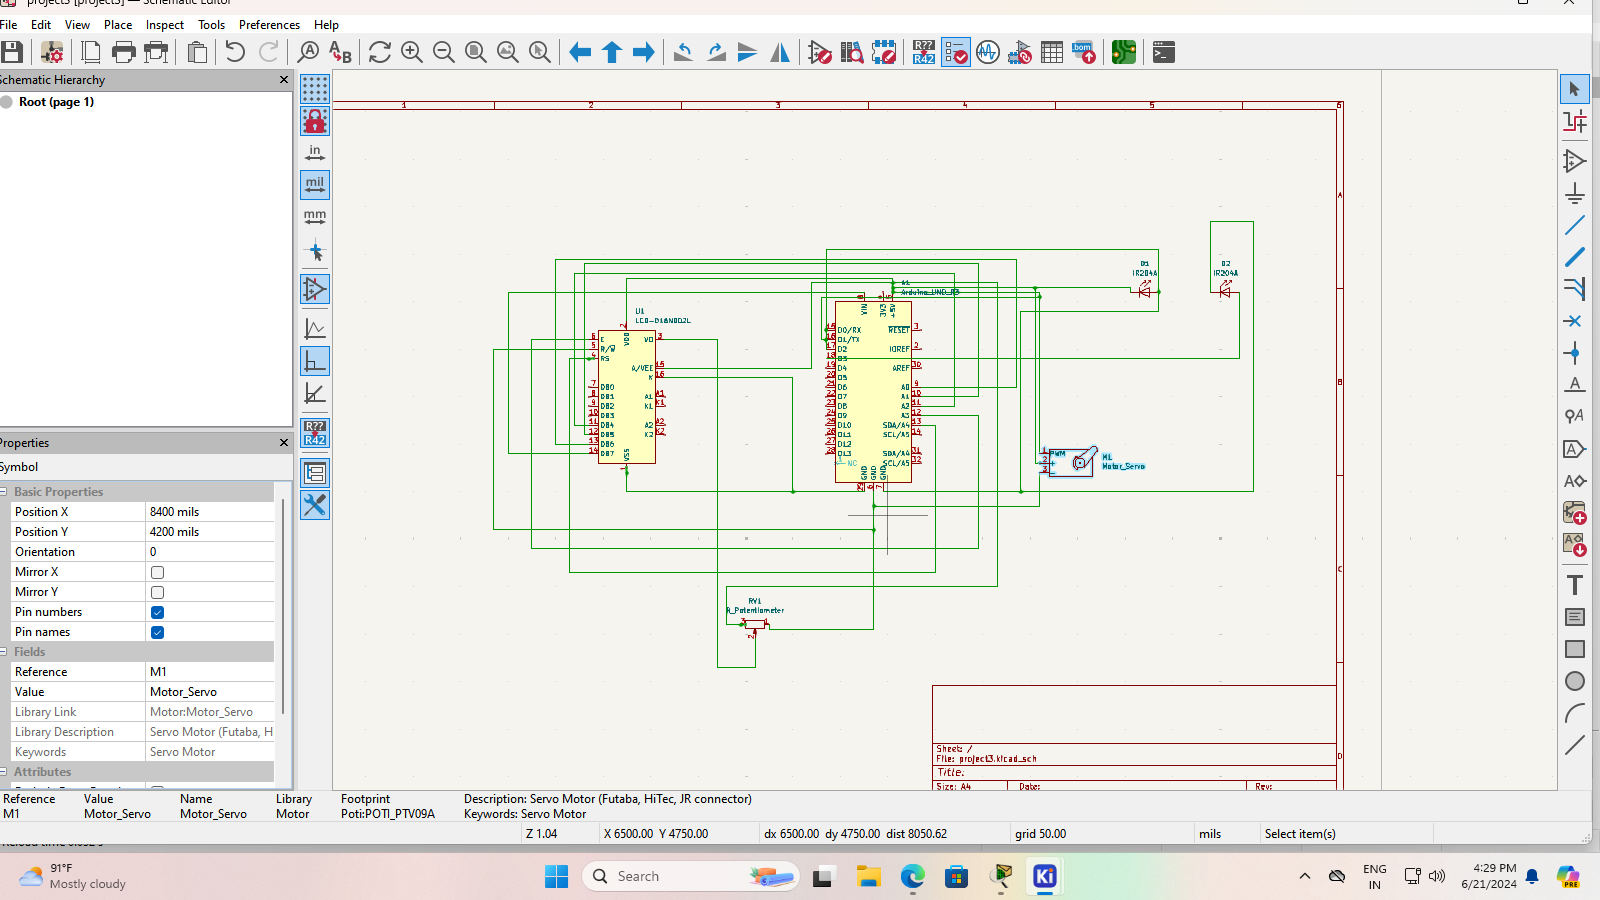 project3 [project3] — Schematic Editor
File Edit View Place Inspect Tools Preferences Help
Schematic Hierarchy
Root (page 1)
in
mil
mm
R??
R42
Properties
Symbol
Basic Properties
Position X 8400 mils
Position Y 4200 mils
Orientation 0
Mirror X
Mirror Y
Pin numbers
Pin names
Fields
Reference M1
Value Motor_Servo
Library Link Motor:Motor_Servo
Library Description Servo Motor (Futaba, H
Keywords Servo Motor
Attributes
1 2 3 4 5 6
A
B
C
D
U1
LCD-016N002L
VDD
VO
E
R/W
RS
A/VEE
K
DB0
DB1
DB2
DB3
DB4
DB5
DB6
DB7
A1
K1
A2
K2
VSS
A1
Arduino_UNO_R3
VIN
3V3
+5V
D0/RX
D1/TX
D2
D3
D4
D5
D6
D7
D8
D9
D10
D11
D12
D13
NC
RESET
IOREF
AREF
A0
A1
A2
A3
SDA/A4
SCL/A5
SDA/A4
SCL/A5
GND
GND
GND
D1
IR204A
D2
IR204A
PWM
M1
Motor_Servo
RV1
R_Potentiometer
Sheet: /
File: project3.kicad_sch
Title:
Size: A4 Date: Rev:
Reference Value Name Library Footprint Description: Servo Motor (Futaba, HiTec, JR connector)
M1 Motor_Servo Motor_Servo Motor Poti:POTI_PTV09A Keywords: Servo Motor
Z 1.04 X 6500.00 Y 4750.00 dx 6500.00 dy 4750.00 dist 8050.62 grid 50.00 mils Select item(s)
91°F
Mostly cloudy
Search
Ki
ENG
IN
4:29 PM
6/21/2024
PRE